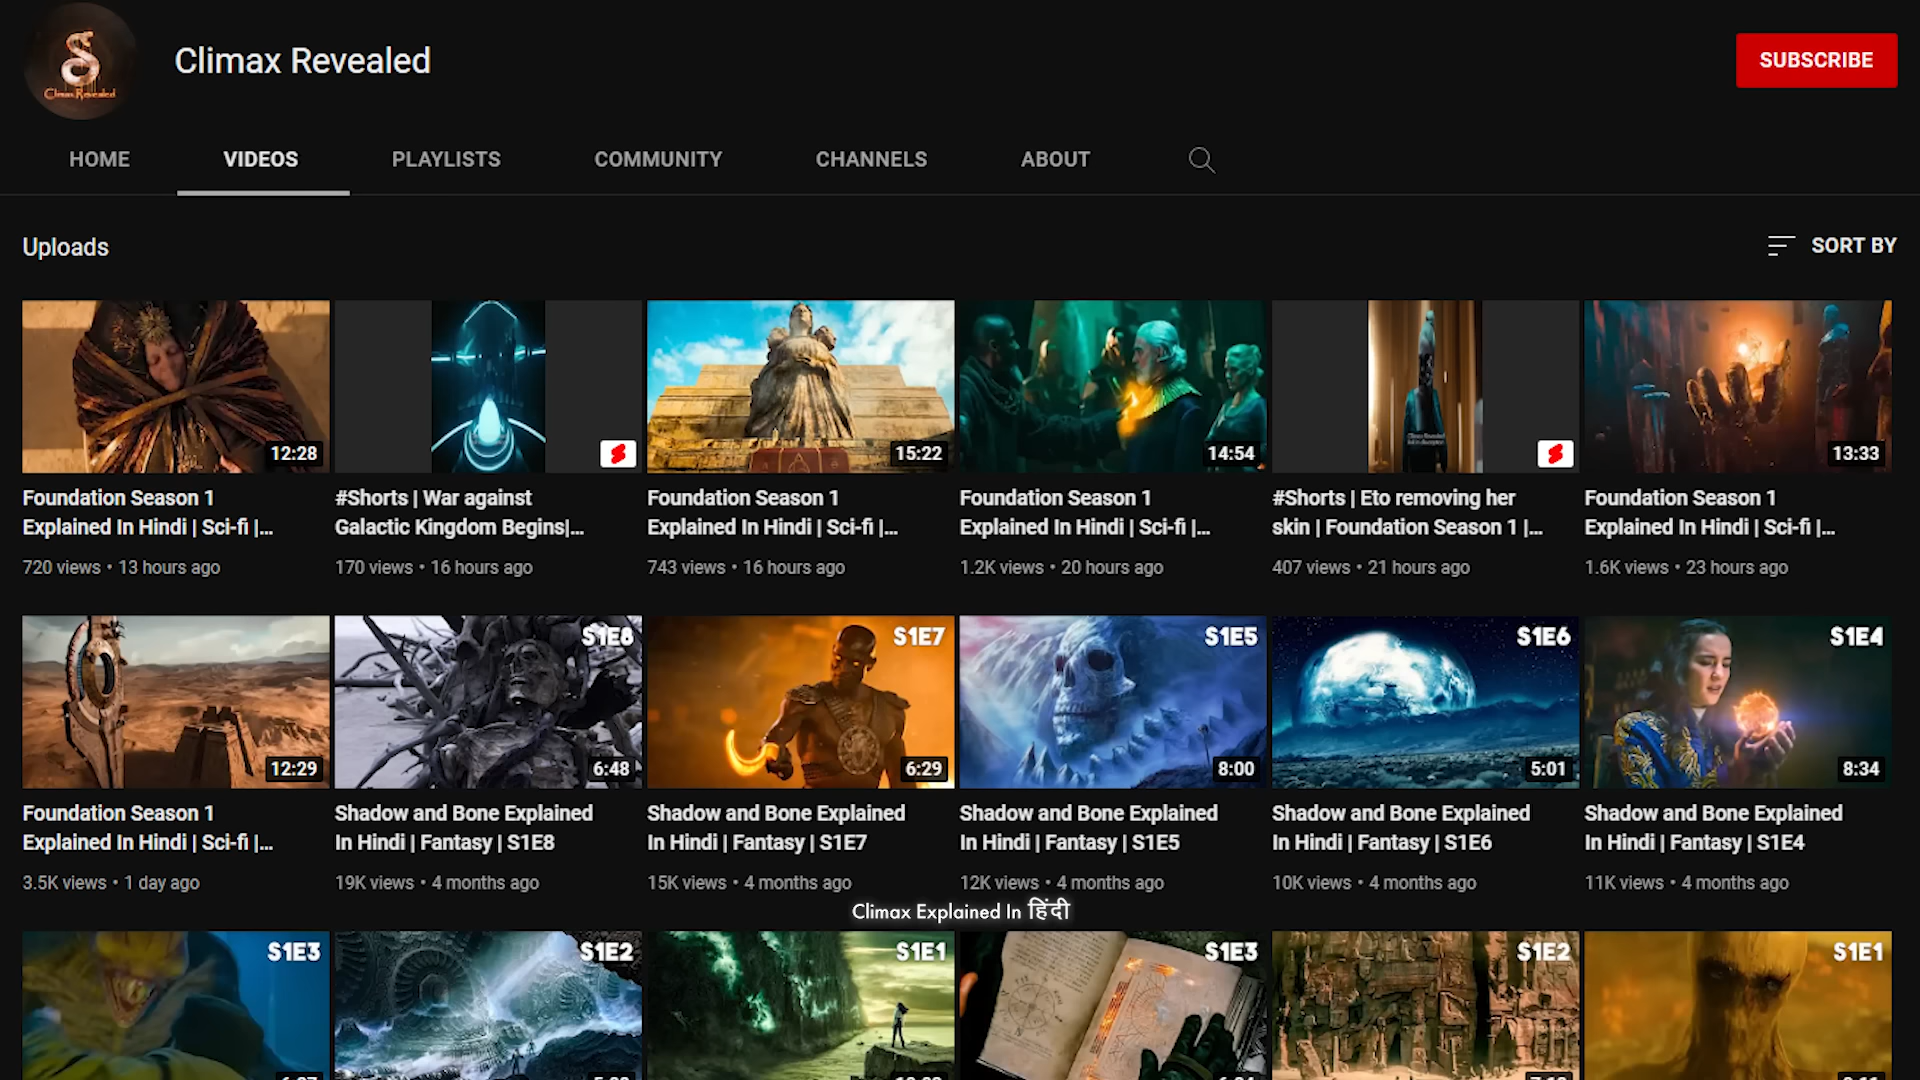 Climax Revealed
Climax Revealed
SUBSCRIBE
HOME
VIDEOS
PLAYLISTS
COMMUNITY
CHANNELS
ABOUT
Uploads
SORT BY
12:28
15:22
14:54
13:33
Foundation Season 1
Explained In Hindi | Sci-fi |...
720 views • 13 hours ago
#Shorts | War against
Galactic Kingdom Begins|...
170 views • 16 hours ago
Foundation Season 1
Explained In Hindi | Sci-fi |...
743 views • 16 hours ago
Foundation Season 1
Explained In Hindi | Sci-fi |...
1.2K views • 20 hours ago
#Shorts | Eto removing her
skin | Foundation Season 1 |...
407 views • 21 hours ago
Foundation Season 1
Explained In Hindi | Sci-fi |...
1.6K views • 23 hours ago
12:29
S1E8
6:48
S1E7
6:29
S1E5
8:00
S1E6
5:01
S1E4
8:34
Foundation Season 1
Explained In Hindi | Sci-fi |...
3.5K views • 1 day ago
Shadow and Bone Explained
In Hindi | Fantasy | S1E8
19K views • 4 months ago
Shadow and Bone Explained
In Hindi | Fantasy | S1E7
15K views • 4 months ago
Shadow and Bone Explained
In Hindi | Fantasy | S1E5
12K views • 4 months ago
Shadow and Bone Explained
In Hindi | Fantasy | S1E6
10K views • 4 months ago
Shadow and Bone Explained
In Hindi | Fantasy | S1E4
11K views • 4 months ago
Climax Explained In हिंदी
S1E3
S1E2
S1E1
S1E3
S1E2
S1E1